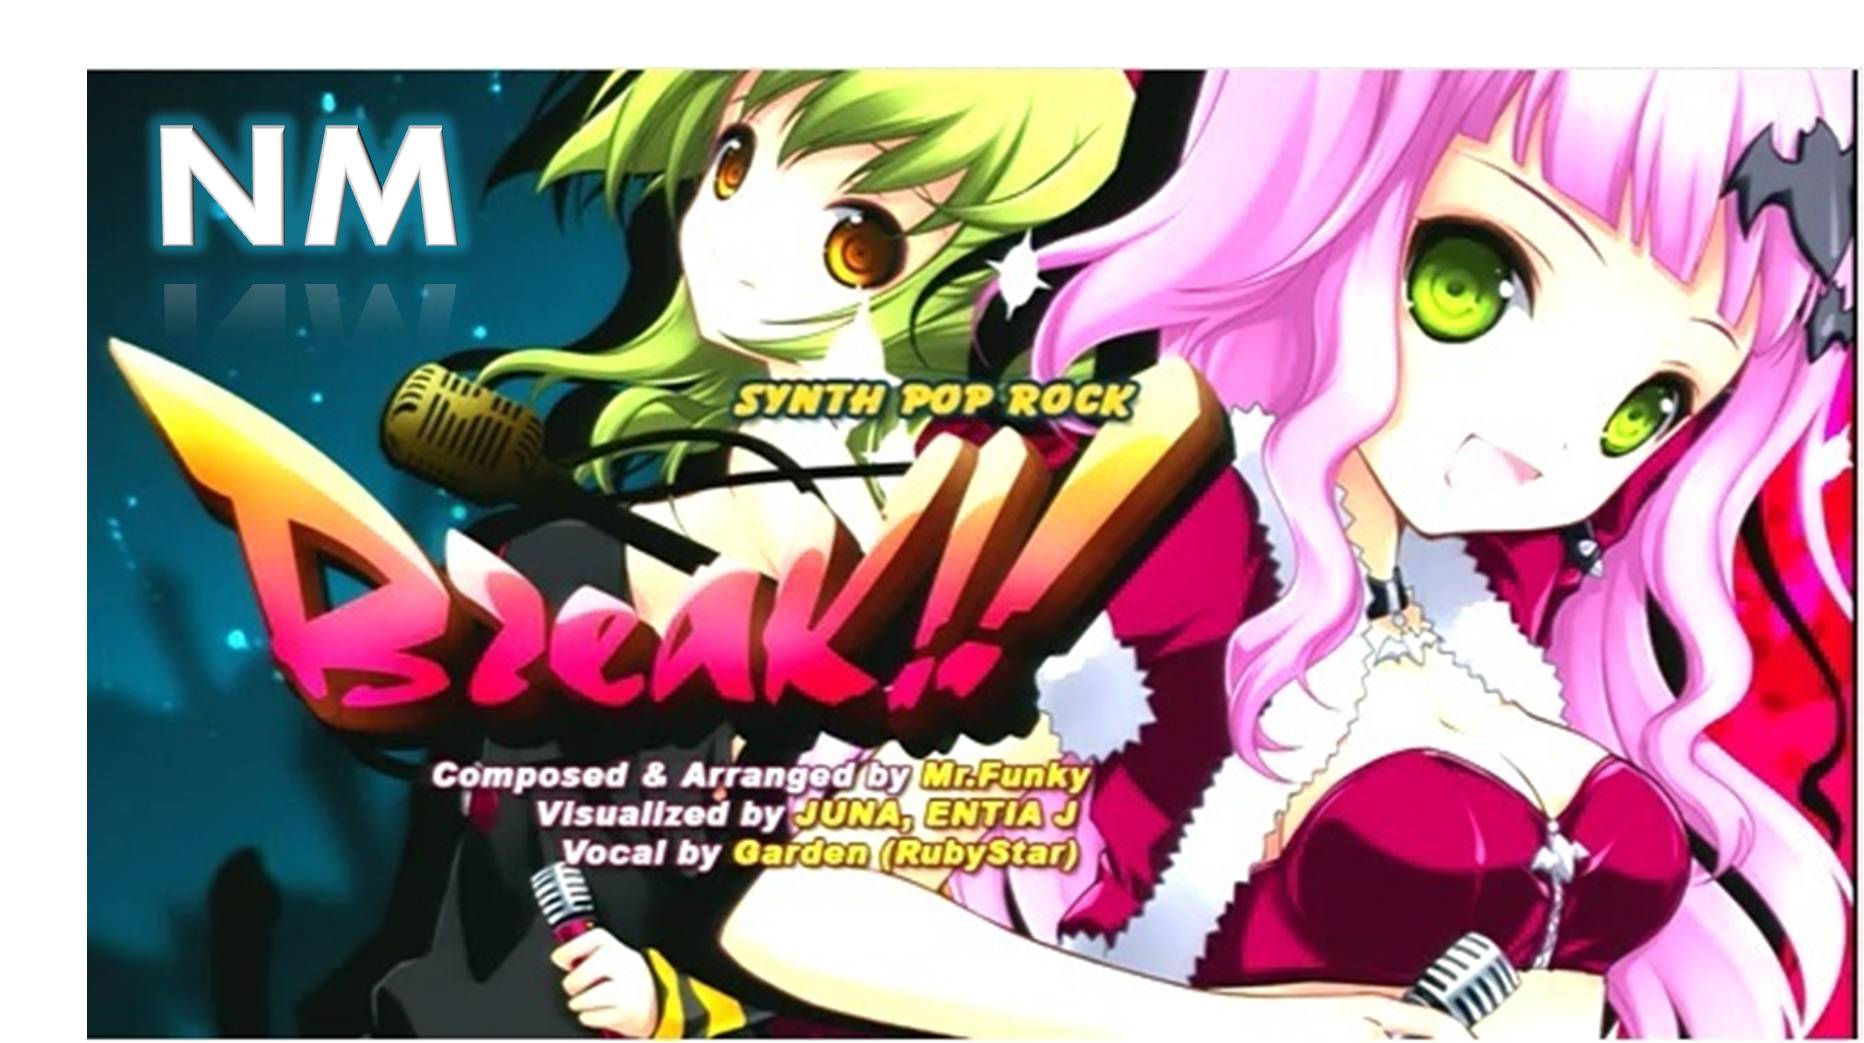 NM
SYNTH POP ROCK
Break!!
Composed & Arranged by Mr.Funky
Visualized by JUNA, ENTIA J
Vocal by Garden (RubyStar)